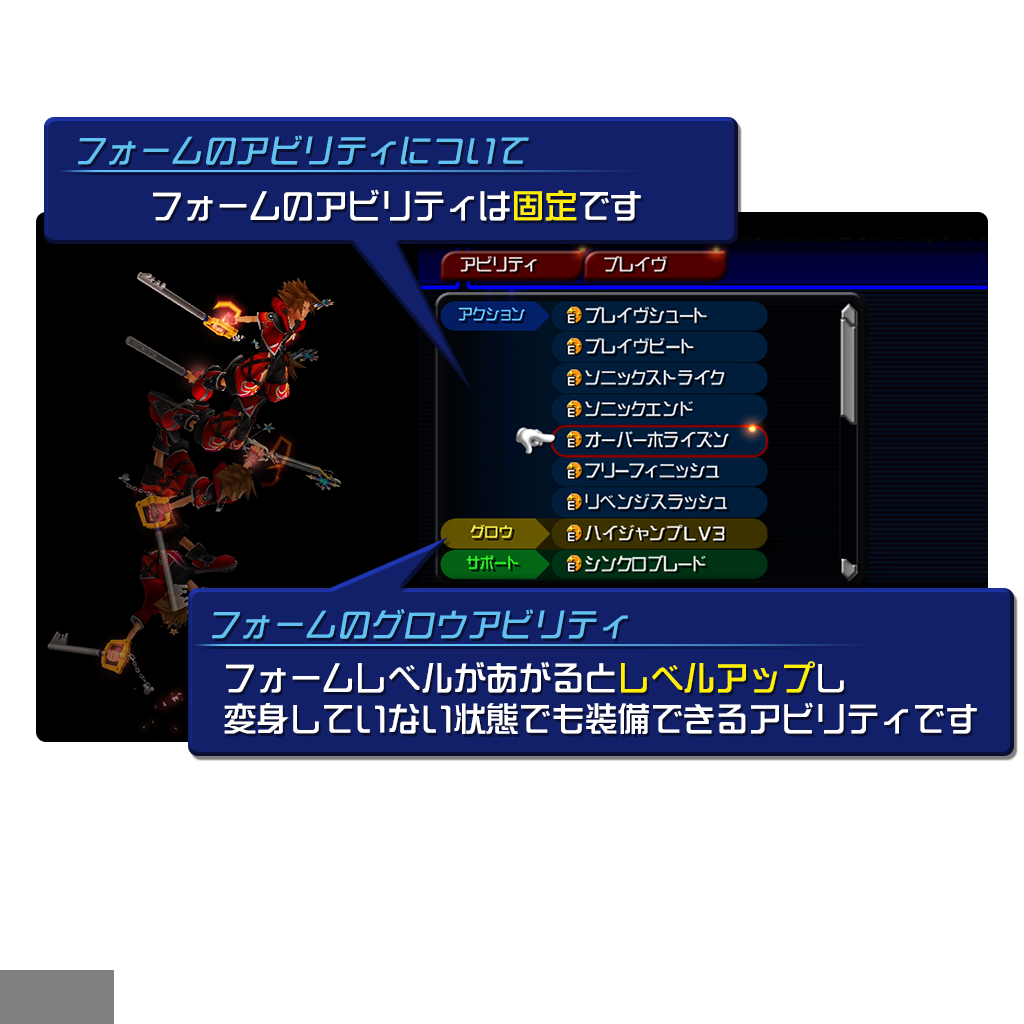 フォームのアビリティについて
フォームのアビリティは固定です
アビリティ
ブレイヴ
アクション
ブレイヴシュート
ブレイヴビート
ソニックストライク
ソニックエンド
オーバーホライズン
フリーフィニッシュ
リベンジスラッシュ
グロウ
ハイジャンプLV3
サポート
シンクロブレード
フォームのグロウアビリティ
フォームレベルがあがるとレベルアップし
変身していない状態でも装備できるアビリティです